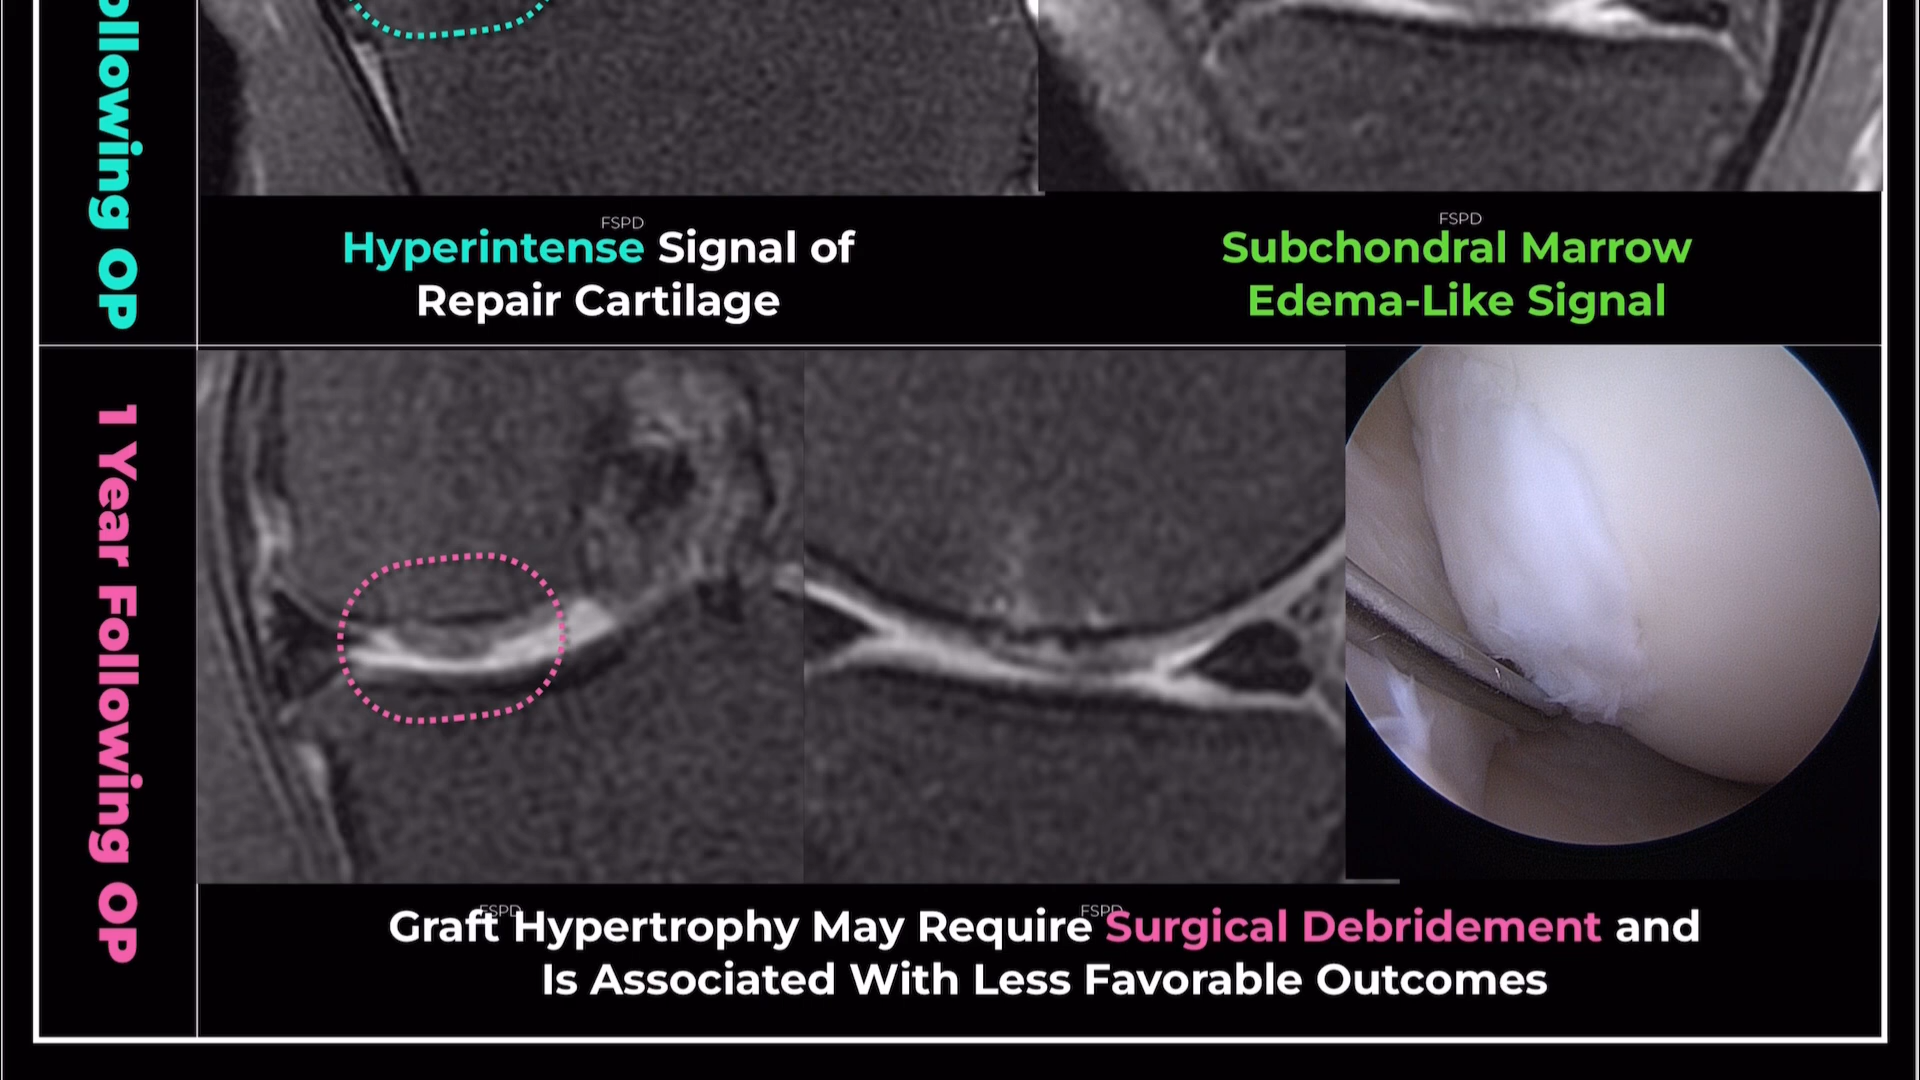 ollowing OP
FSPD
Hyperintense Signal of
Repair Cartilage
FSPD
Subchondral Marrow
Edema-Like Signal
1 Year Following OP
FSPD
FSPD
Graft Hypertrophy May Require Surgical Debridement and
Is Associated With Less Favorable Outcomes